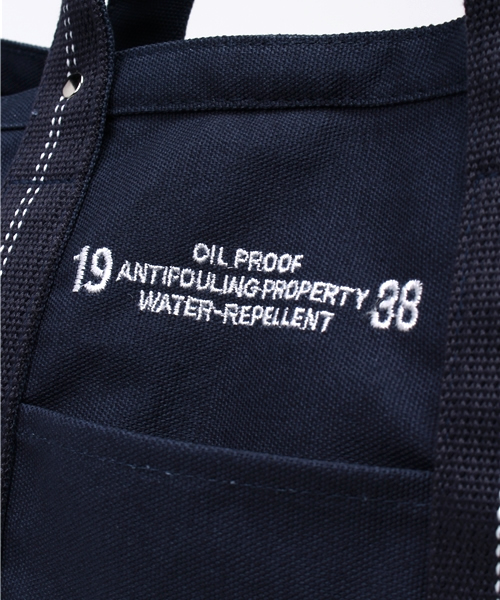 OIL PROOF
19 ANTIFOULING PROPERTY 38
WATER-REPELLENT